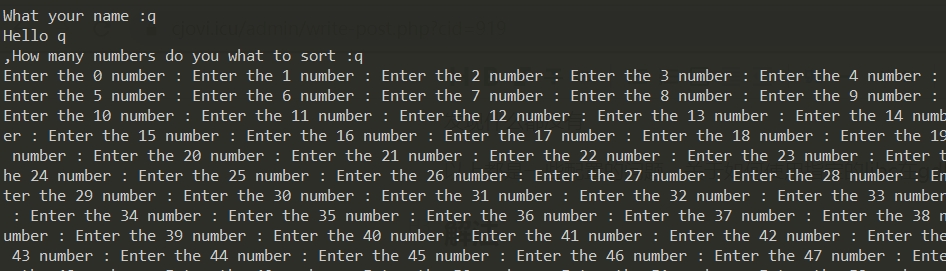 What your name :q
Hello q
,How many numbers do you what to sort :q
Enter the 0 number : Enter the 1 number : Enter the 2 number : Enter the 3 number : Enter the 4 number :
Enter the 5 number : Enter the 6 number : Enter the 7 number : Enter the 8 number : Enter the 9 number :
Enter the 10 number : Enter the 11 number : Enter the 12 number : Enter the 13 number : Enter the 14 numb
er : Enter the 15 number : Enter the 16 number : Enter the 17 number : Enter the 18 number : Enter the 19
number : Enter the 20 number : Enter the 21 number : Enter the 22 number : Enter the 23 number : Enter t
he 24 number : Enter the 25 number : Enter the 26 number : Enter the 27 number : Enter the 28 number : En
ter the 29 number : Enter the 30 number : Enter the 31 number : Enter the 32 number : Enter the 33 number
: Enter the 34 number : Enter the 35 number : Enter the 36 number : Enter the 37 number : Enter the 38 n
umber : Enter the 39 number : Enter the 40 number : Enter the 41 number : Enter the 42 number : Enter the
43 number : Enter the 44 number : Enter the 45 number : Enter the 46 number : Enter the 47 number : Enter